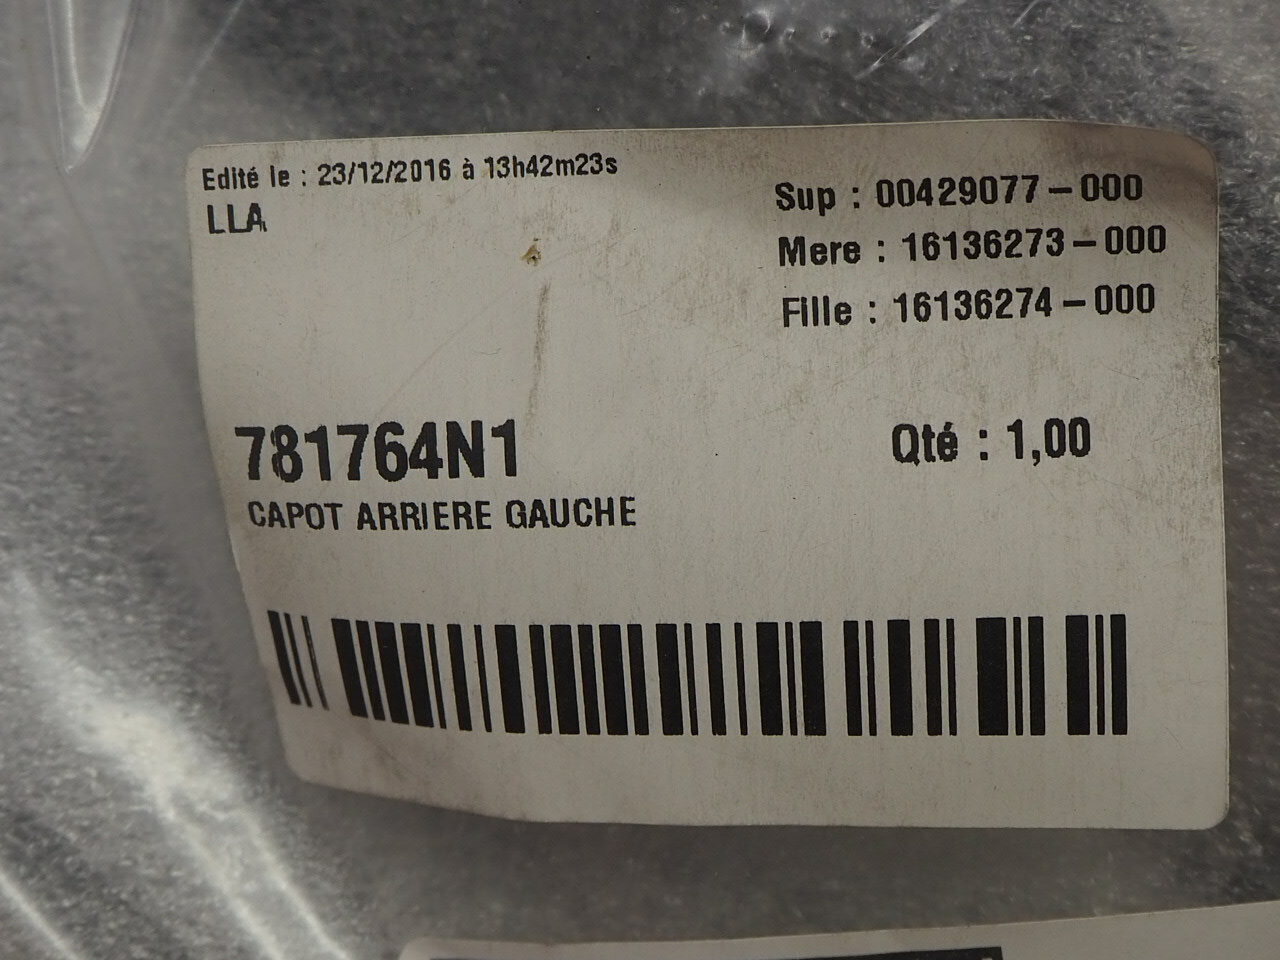 Edité le : 23/12/2016 à 13h42m23s
LLA
Sup : 00429077-000
Mere : 16136273-000
Fille : 16136274-000
781764N1
Qté : 1,00
CAPOT ARRIERE GAUCHE